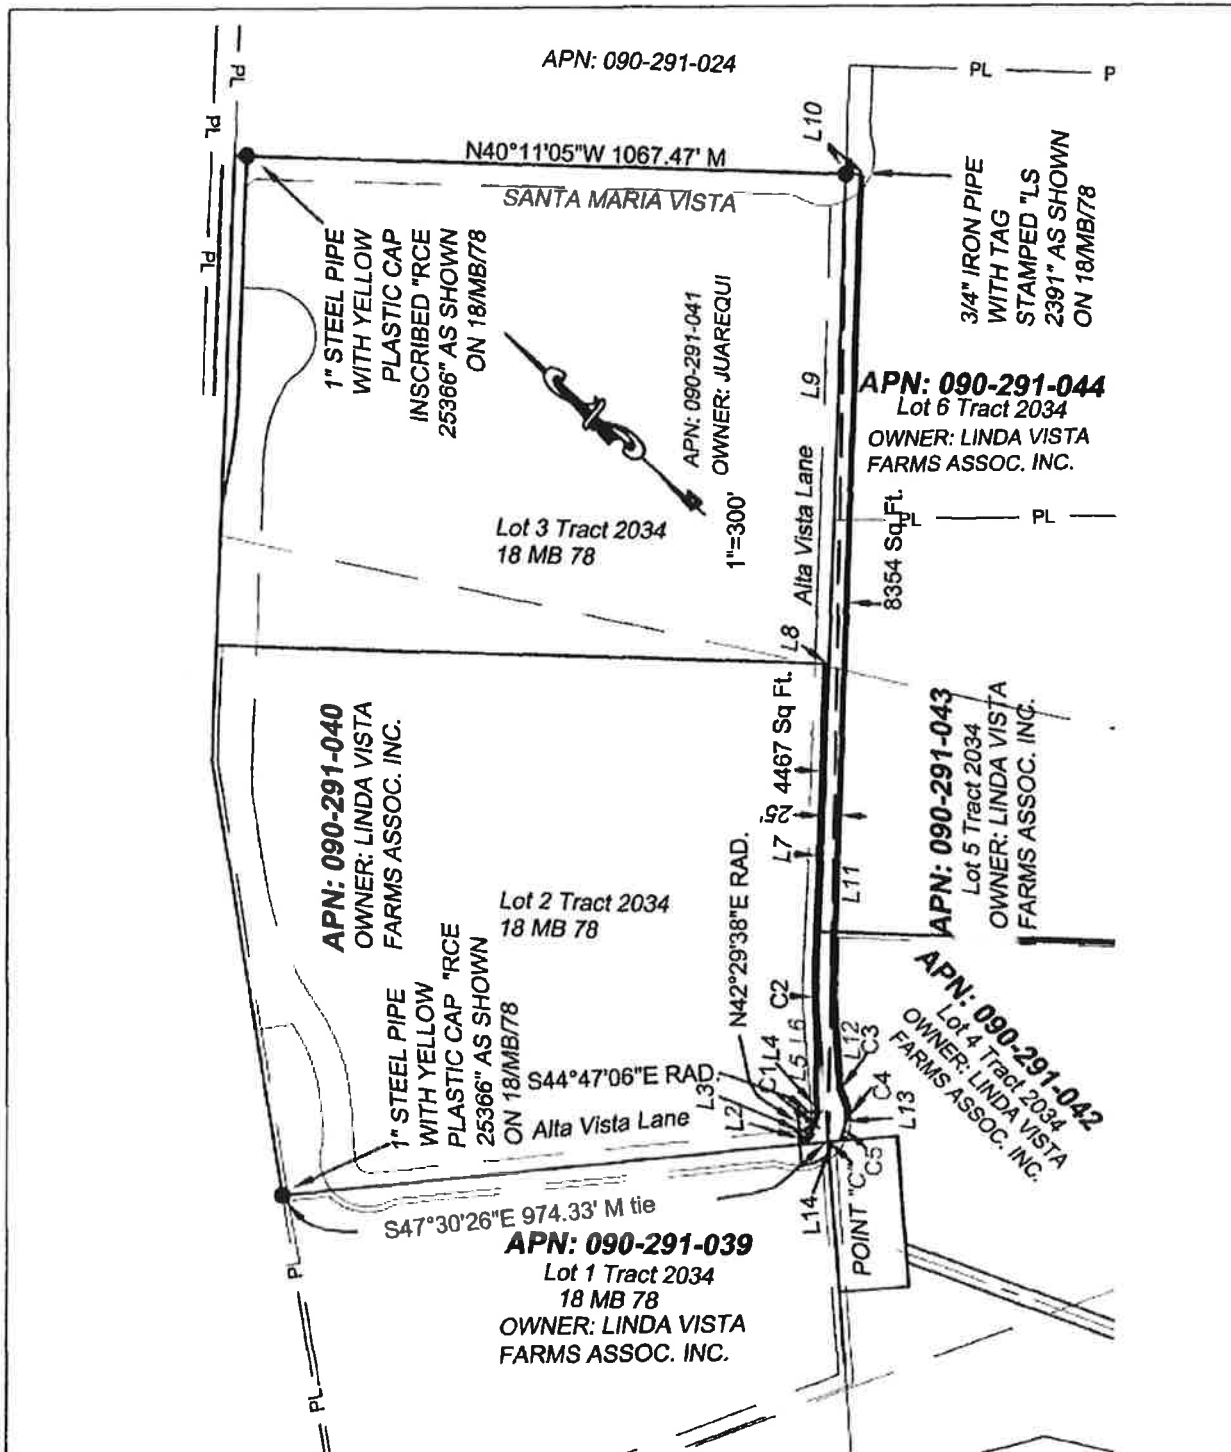 APN: 090-291-024
PL
PL
PL
P
PL
L10
N40°11'05"W 1067.47' M
SANTA MARIA VISTA
1" STEEL PIPE
WITH YELLOW
PLASTIC CAP
INSCRIBED "RCE
25366" AS SHOWN
ON 18/MB/78
3/4" IRON PIPE
WITH TAG
STAMPED "LS
2391" AS SHOWN
ON 18/MB/78
APN: 090-291-041
OWNER: JUAREQUI
1"=300'
L9
Alta Vista Lane
APN: 090-291-044
Lot 6 Tract 2034
OWNER: LINDA VISTA
FARMS ASSOC. INC.
PL
PL
8354 Sq Ft.
Lot 3 Tract 2034
18 MB 78
L8
4467 Sq Ft.
25'
L7
L11
APN: 090-291-040
OWNER: LINDA VISTA
FARMS ASSOC. INC.
APN: 090-291-043
Lot 5 Tract 2034
OWNER: LINDA VISTA
FARMS ASSOC. INC.
Lot 2 Tract 2034
18 MB 78
N42°29'38"E RAD.
1" STEEL PIPE
WITH YELLOW
PLASTIC CAP "RCE
25366" AS SHOWN
ON 18/MB/78
C2
L6
L5
L4
C1
L3
L2
S44°47'06"E RAD.
Alta Vista Lane
L12
C3
C4
L13
C5
APN: 090-291-042
Lot 4 Tract 2034
OWNER: LINDA VISTA
FARMS ASSOC. INC.
L14
POINT "C"
S47°30'26"E 974.33' M tie
APN: 090-291-039
Lot 1 Tract 2034
18 MB 78
OWNER: LINDA VISTA
FARMS ASSOC. INC.
PL
PL